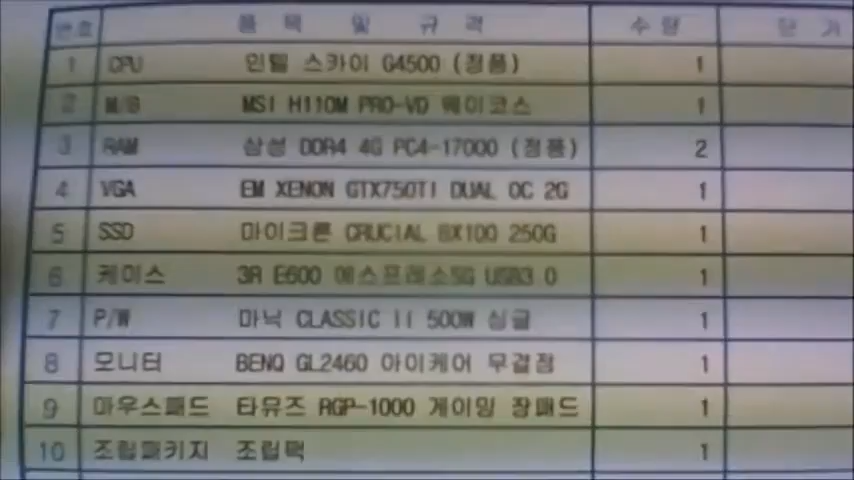 번호 품 목 및 규 격 수 량 단 가
1 CPU 인텔 스카이 G4500 (정품) 1
2 M/B MSI H110M PRO-VD 웨이코스 1
3 RAM 삼성 DDR4 4G PC4-17000 (정품) 2
4 VGA EM XENON GTX750TI DUAL OC 2G 1
5 SSD 마이크론 CRUCIAL BX100 250G 1
6 케이스 3R E600 에스프레소5G USB3.0 1
7 P/W 마닉 CLASSIC II 500W 싱글 1
8 모니터 BENQ GL2460 아이케어 무결점 1
9 마우스패드 타뮤즈 RGP-1000 게이밍 장패드 1
10 조립패키지 조립팩 1